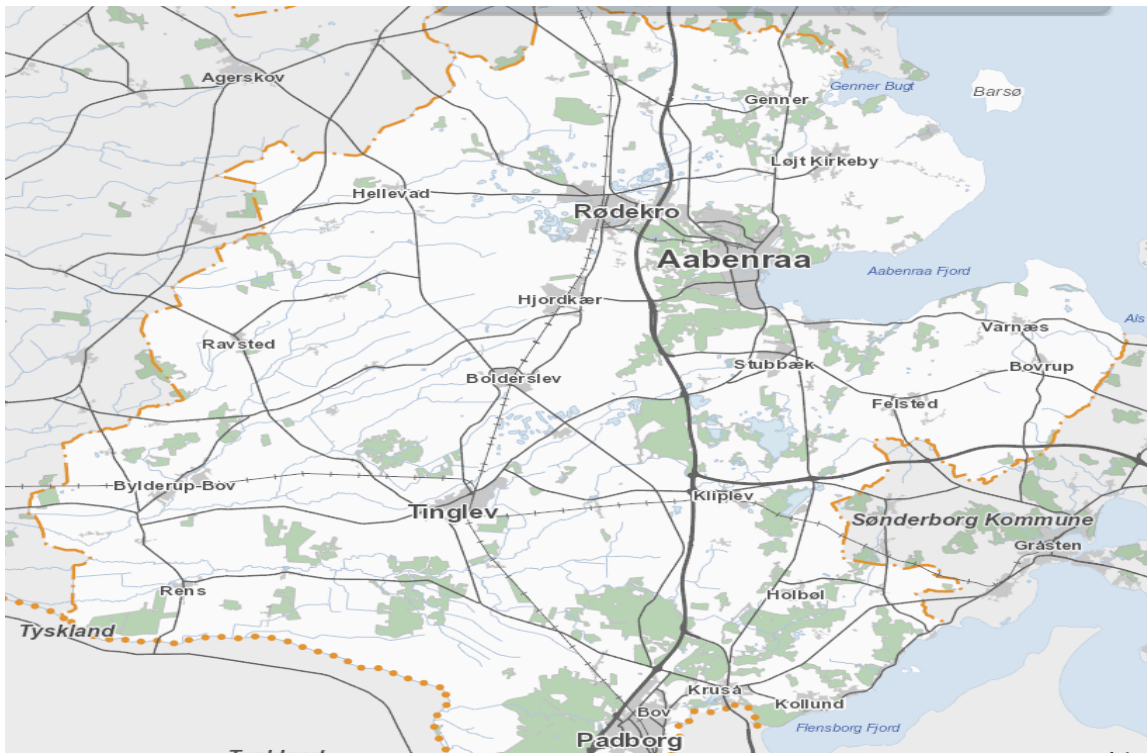 Agerskov
Genner Bugt
Barsø
Genner
Løjt Kirkeby
Hellevad
Rødekro
Aabenraa
Aabenraa Fjord
Hjordkær
Als
Varnæs
Ravsted
Stubbæk
Bovrup
Bolderslev
Felsted
Bylderup-Bov
Kliplev
Tinglev
Sønderborg Kommune
Gråsten
Rens
Holbøl
Tyskland
Kruså
Kollund
Bov
Flensborg Fjord
Padborg